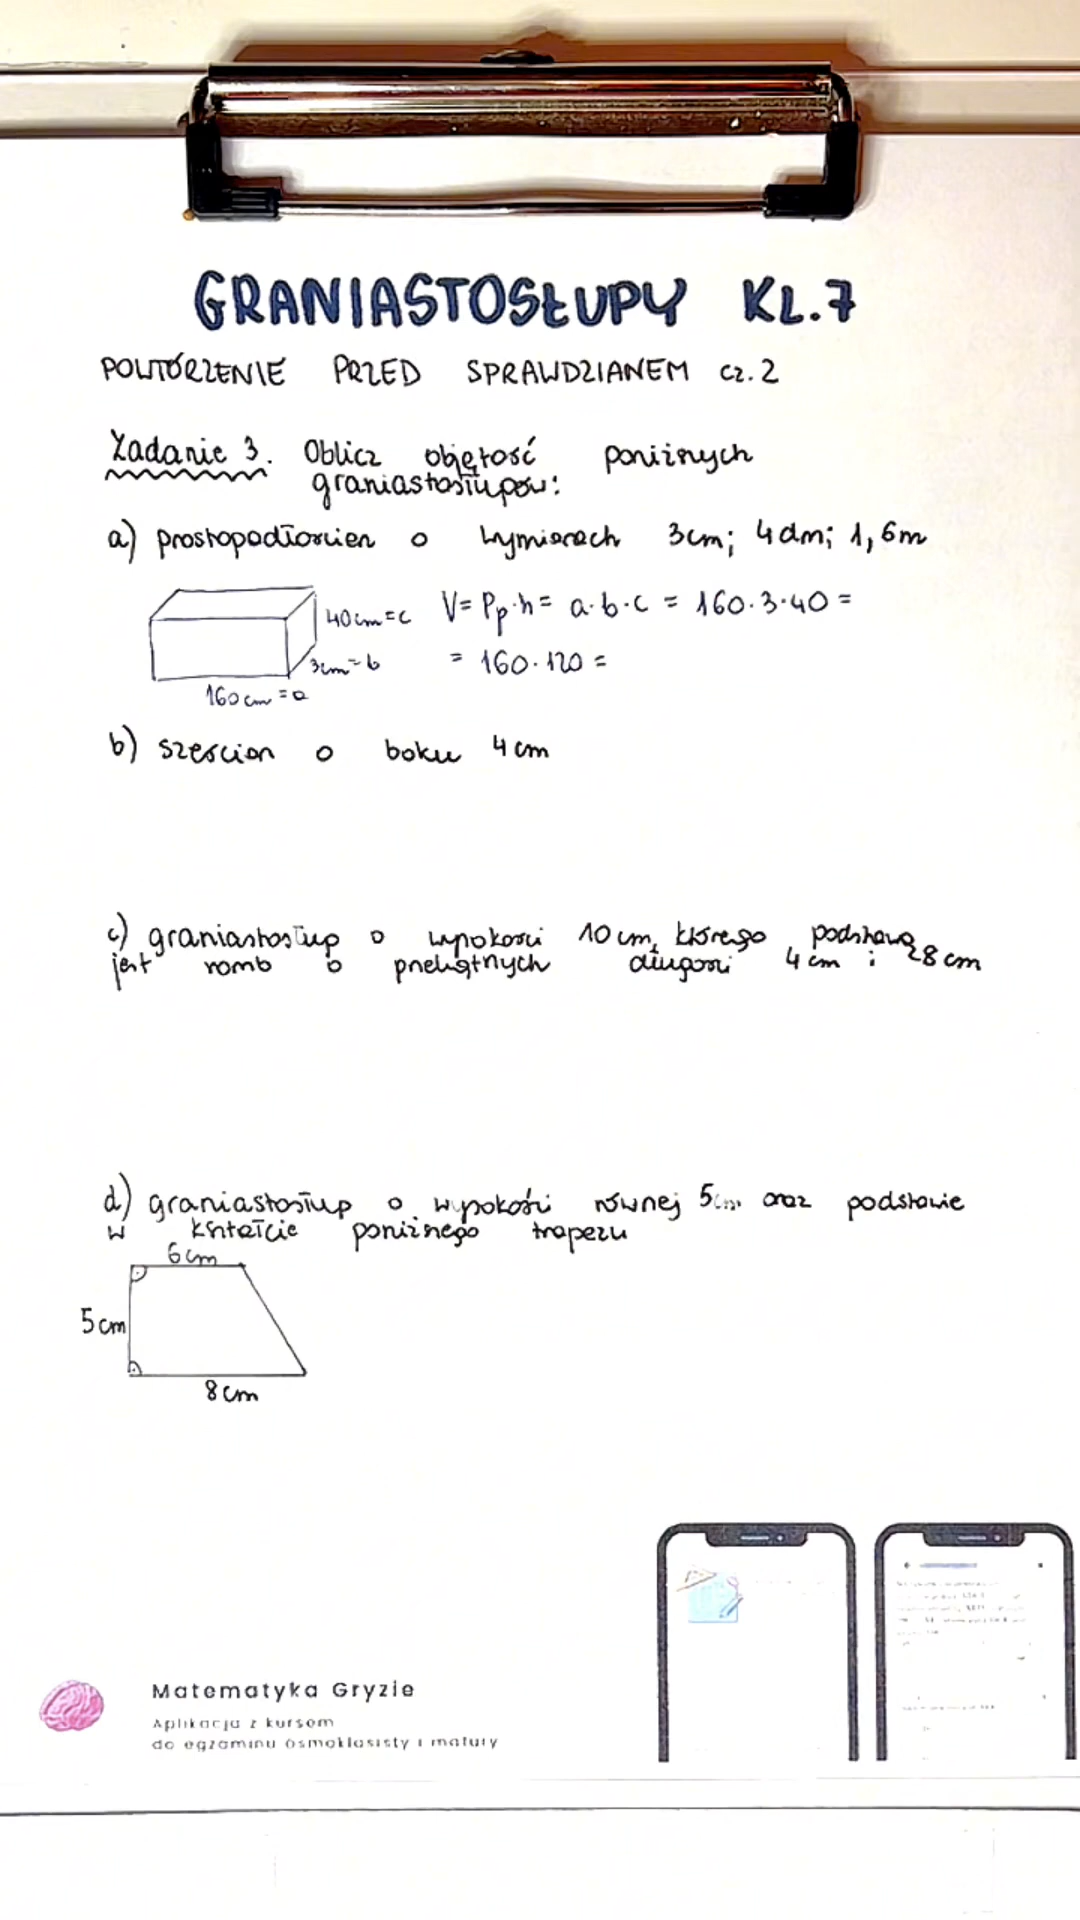 GRANIASTOSŁUPY KL.7
POWTÓRZENIE PRZED SPRAWDZIANEM cz.2
Zadanie 3. Oblicz objętość poniższych
graniastosłupów:
a) prostopadłościan o wymiarach 3cm; 4dm; 1,6m
40cm=c
V= Pp·h = a·b·c = 160·3·40 =
3cm=b
= 160·120 =
160cm=a
b) sześcian o boku 4cm
c) graniastosłup o wysokości 10cm, którego podstawą
jest romb o przekątnych długości 4cm i 8cm
d) graniastosłup o wysokości równej 5cm oraz podstawie
w kształcie poniższego trapezu
6cm
5cm
8cm
Matematyka Gryzie
Aplikacja z kursem
do egzaminu ósmoklasisty i matury